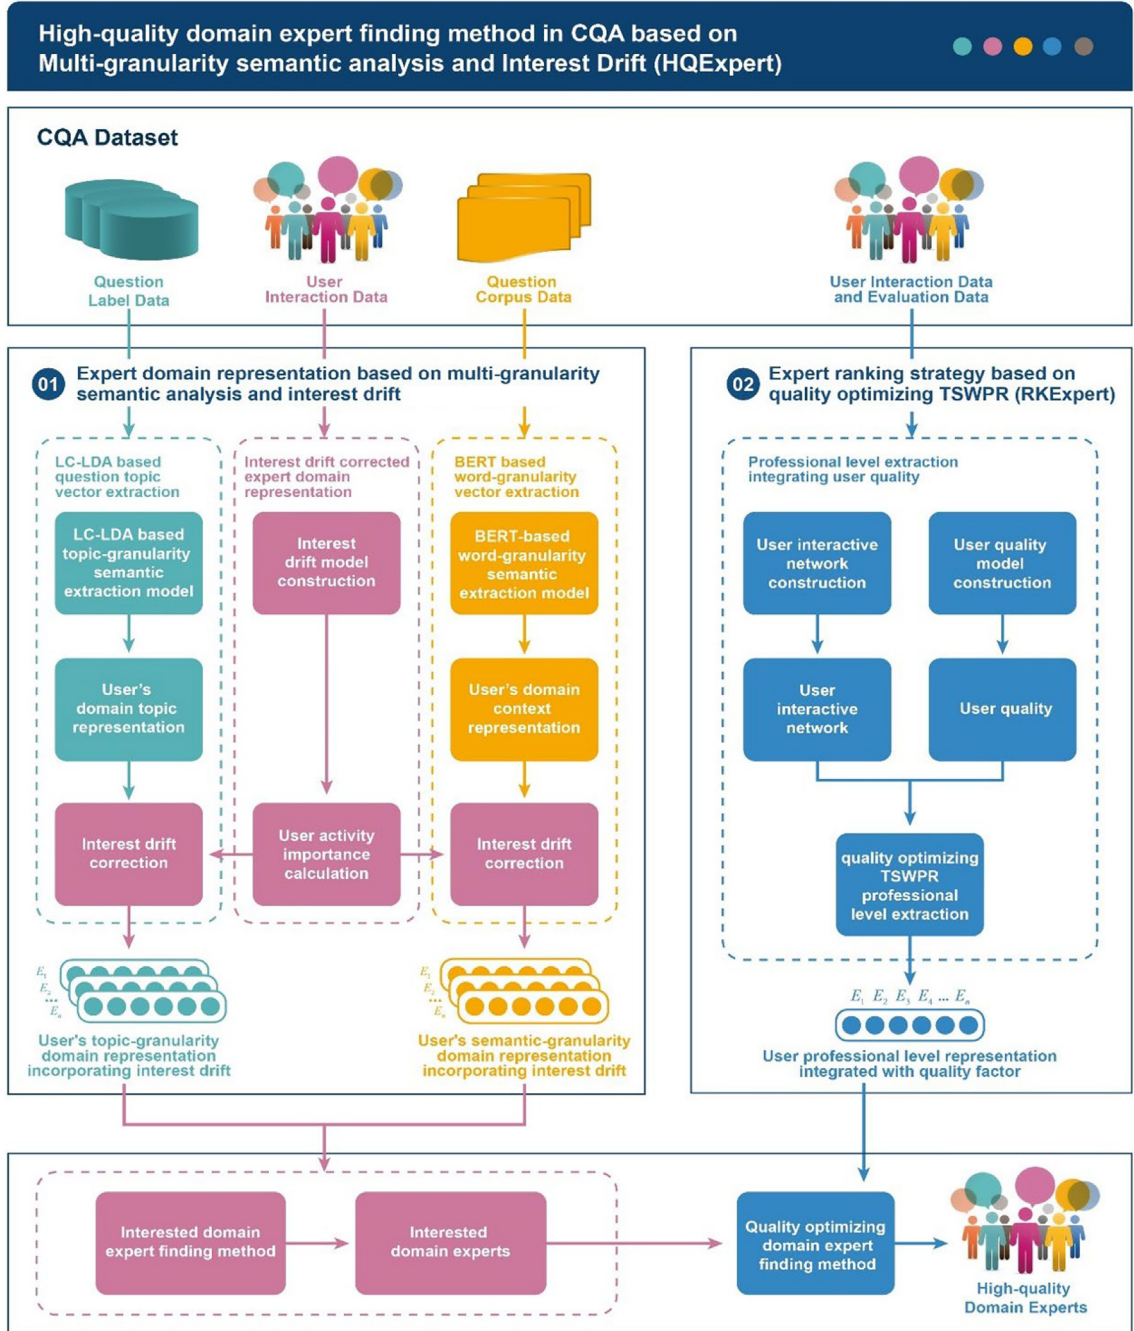 High-quality domain expert finding method in CQA based on
Multi-granularity semantic analysis and Interest Drift (HQExpert)
CQA Dataset
Question
Label Data
User
Interaction Data
Question
Corpus Data
User Interaction Data
and Evaluation Data
01
Expert domain representation based on multi-granularity
semantic analysis and interest drift
LC-LDA based
question topic
vector extraction
Interest drift corrected
expert domain
representation
BERT based
word-granularity
vector extraction
LC-LDA based
topic-granularity
semantic
extraction model
Interest
drift model
construction
BERT-based
word-granularity
semantic
extraction model
User's
domain topic
representation
User's domain
context
representation
Interest drift
correction
User activity
importance
calculation
Interest drift
correction
E1
E2
...
En
User's topic-granularity
domain representation
incorporating interest drift
E1
E2
...
En
User's semantic-granularity
domain representation
incorporating interest drift
02
Expert ranking strategy based on
quality optimizing TSWPR (RKExpert)
Professional level extraction
integrating user quality
User interactive
network
construction
User quality
model
construction
User
interactive
network
User quality
quality optimizing
TSWPR
professional
level extraction
E1 E2 E3 E4 ... En
User professional level representation
integrated with quality factor
Interested domain
expert finding method
Interested
domain experts
Quality optimizing
domain expert
finding method
High-quality
Domain Experts